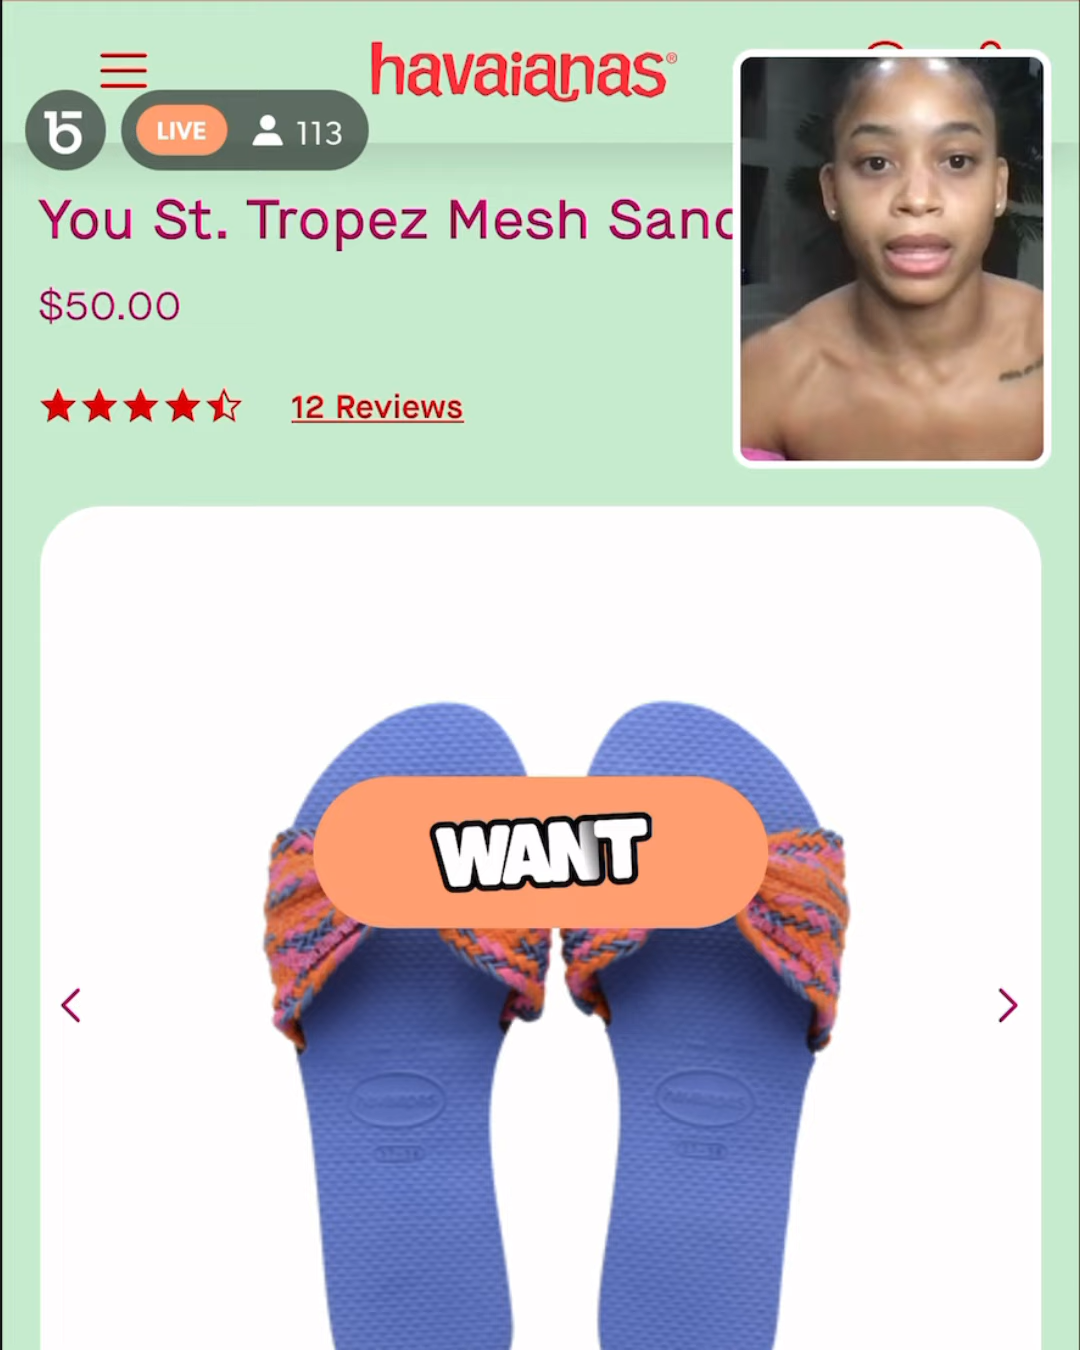 havaianas®
LIVE 113
You St. Tropez Mesh Sand
$50.00
12 Reviews
WANT